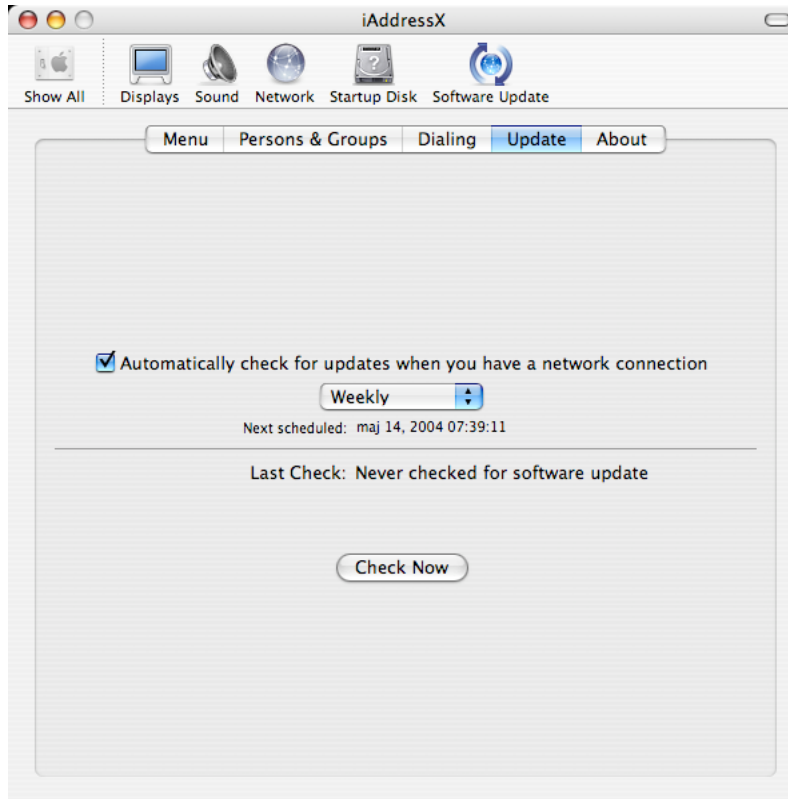 iAddressX
Show All Displays Sound Network Startup Disk Software Update
Menu Persons & Groups Dialing Update About
Automatically check for updates when you have a network connection
Weekly
Next scheduled: maj 14, 2004 07:39:11
Last Check: Never checked for software update
Check Now